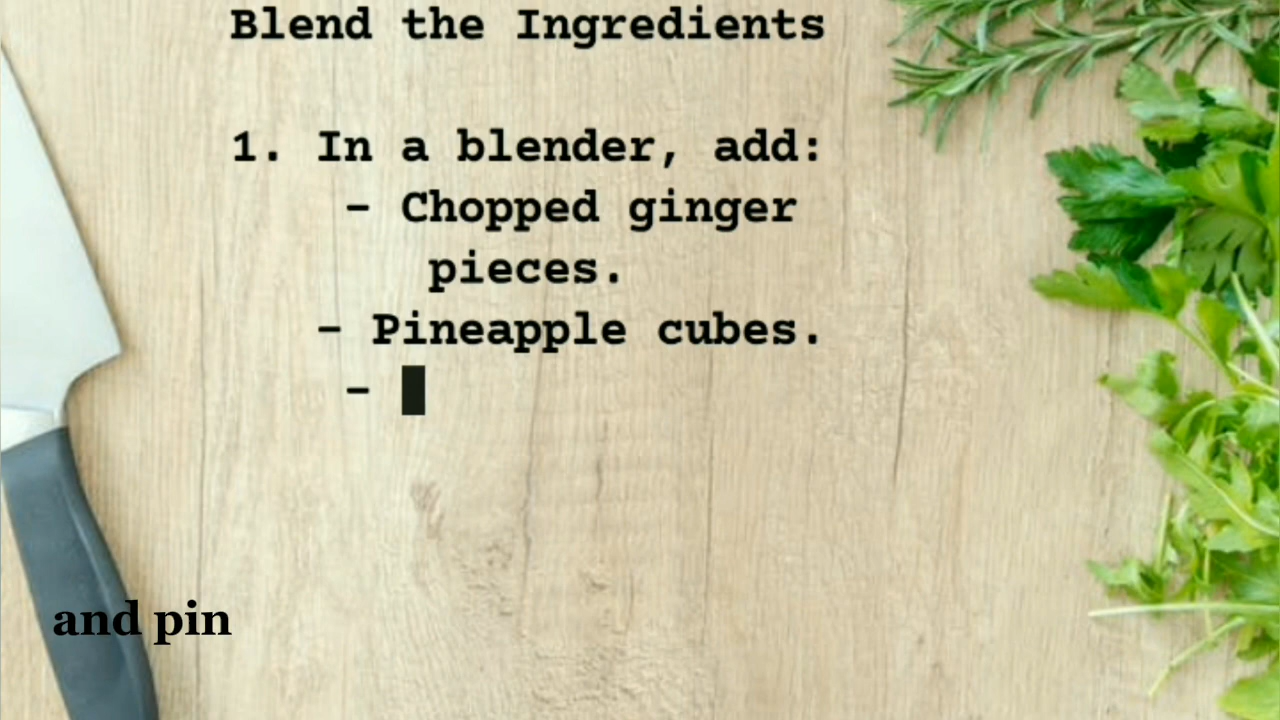 Blend the Ingredients
1. In a blender, add:
- Chopped ginger
pieces.
- Pineapple cubes.
-
and pin